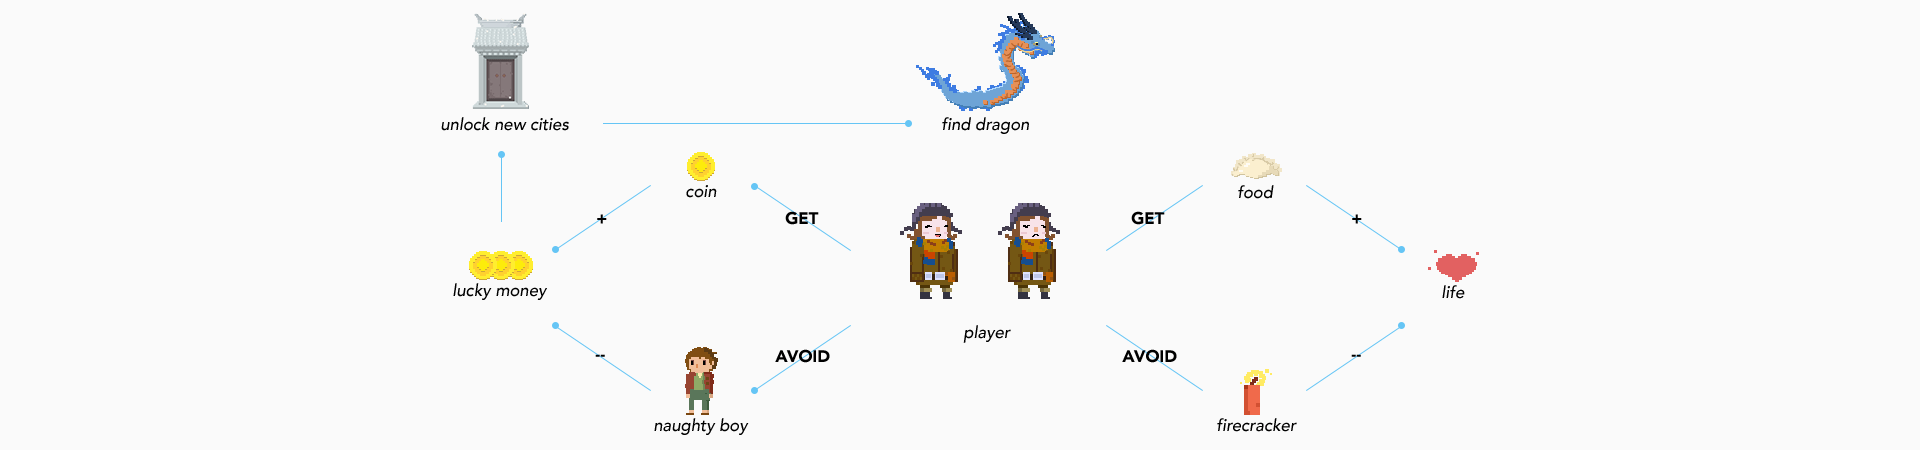 unlock new cities
find dragon
coin
food
+
GET
GET
+
lucky money
life
player
--
AVOID
AVOID
--
naughty boy
firecracker